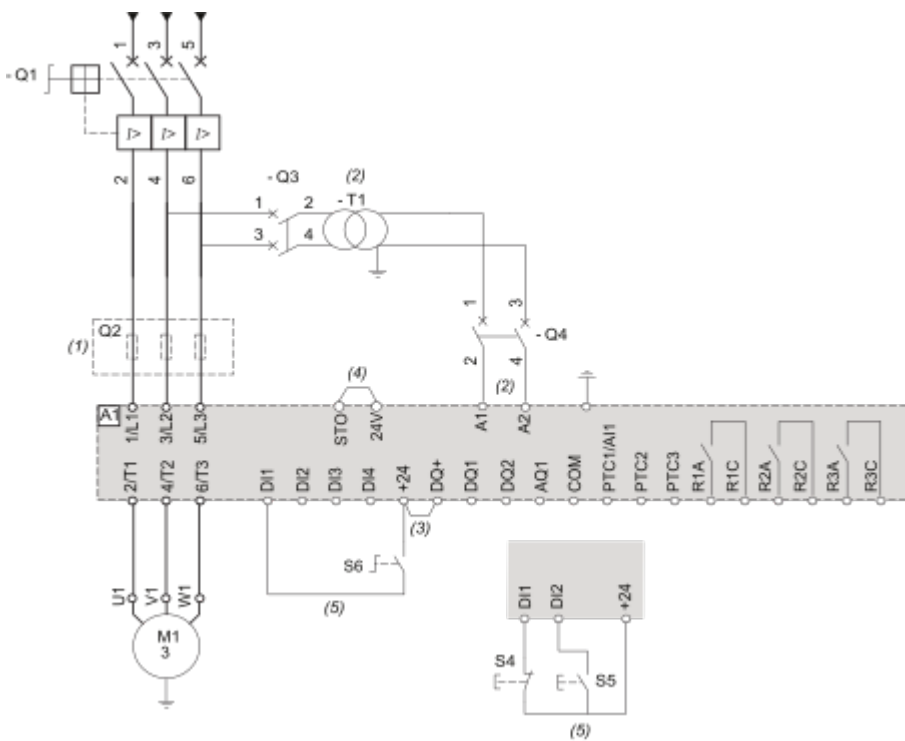 1 3 5
- Q1
I> I> I>
2 4 6
- Q3 (2)
1 2 - T1
3 4
1 3
- Q4
2 4
(2)
Q2
(1)
(4)
A1
1/L1 3/L2 5/L3 STO 24V A1 A2
2/T1 4/T2 6/T3 DI1 DI2 DI3 DI4 +24 DQ+ DQ1 DQ2 AQ1 COM PTC1/AI1 PTC2 PTC3 R1A R1C R2A R2C R3A R3C
(3)
S6
(5)
U1 V1 W1
M1
3
DI1 DI2 +24
S4 S5
(5)